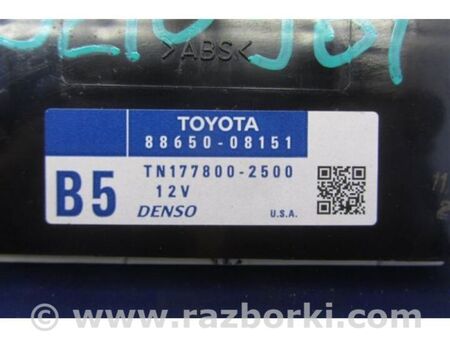 >ABS<
TOYOTA
88650-08151
B5
TN177800-2500
12V
DENSO
U.S.A.
www.razborki.com